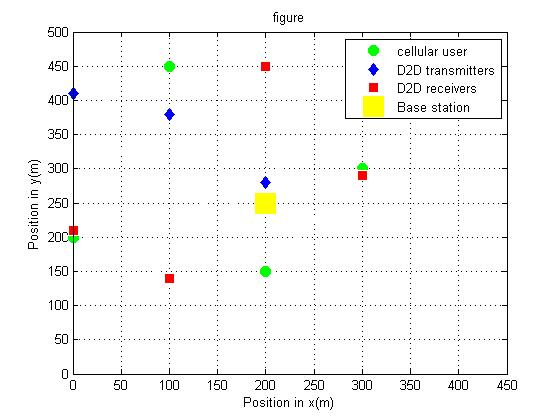 figure
500
450
400
350
300
250
200
150
100
50
0
Position in y(m)
cellular user
D2D transmitters
D2D receivers
Base station
0 50 100 150 200 250 300 350 400 450
Position in x(m)